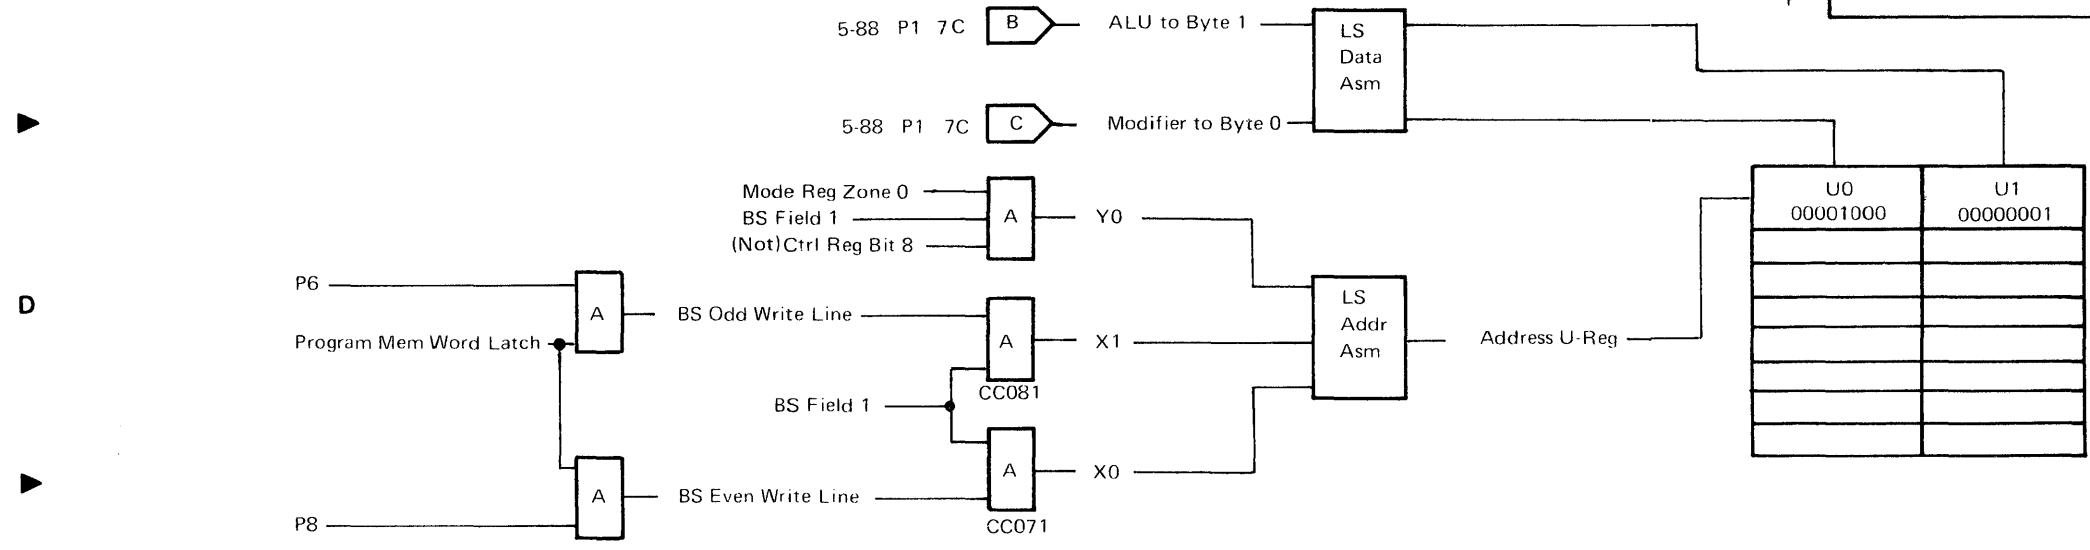 5-88 P1 7C B ALU to Byte 1
LS
Data
Asm
5-88 P1 7C C Modifier to Byte 0
Mode Reg Zone 0
BS Field 1
(Not) Ctrl Reg Bit 8
A
Y0
U0
00001000
U1
00000001
P6
A
BS Odd Write Line
Program Mem Word Latch
A
X1
CC081
LS
Addr
Asm
Address U-Reg
D
BS Field 1
A
X0
CC071
A
BS Even Write Line
P8